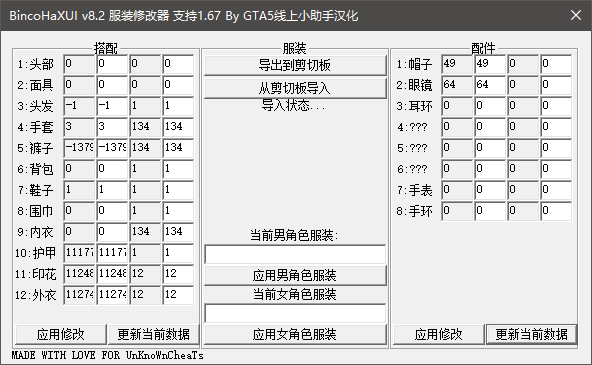 BincoHaXUI v8.2 服装修改器 支持1.67 By GTA5线上小助手汉化
搭配
1:头部 0 0 0 0
2:面具 0 0 0 0
3:头发 -1 -1 1 1
4:手套 3 3 134 134
5:裤子 -1379 -1379 134 134
6:背包 0 0 1 1
7:鞋子 1 1 1 1
8:围巾 0 0 1 1
9:内衣 0 0 134 134
10:护甲 11177 11177 1 1
11:印花 11248 11248 12 12
12:外衣 11274 11274 12 12
应用修改 更新当前数据
服装
导出到剪切板
从剪切板导入
导入状态...
当前男角色服装:
应用男角色服装
当前女角色服装
应用女角色服装
配件
1:帽子 49 49 0 0
2:眼镜 64 64 0 0
3:耳环 0 0 0 0
4:??? 0 0 0 0
5:??? 0 0 0 0
6:??? 0 0 0 0
7:手表 0 0 0 0
8:手环 0 0 0 0
应用修改 更新当前数据
MADE WITH LOVE FOR UnKnoWnCheaTs